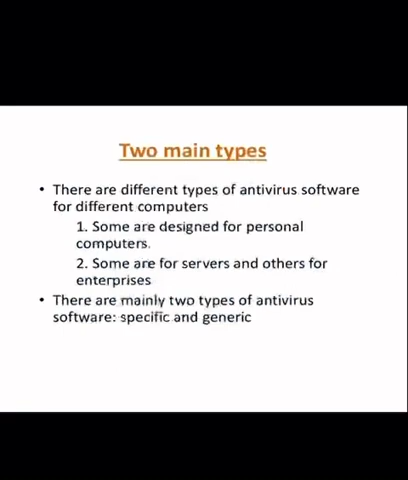 Two main types
• There are different types of antivirus software
for different computers
1. Some are designed for personal
computers.
2. Some are for servers and others for
enterprises
• There are mainly two types of antivirus
software: specific and generic